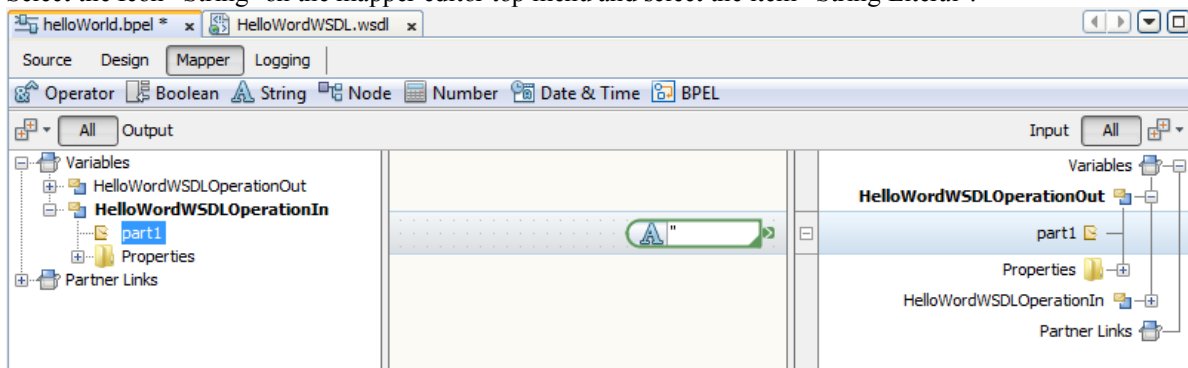 Select the icon "String" on the mapper editor top menu and select the item "String Literal".
helloWorld.bpel * x HelloWordWSDL.wsdl x
Source Design Mapper Logging
Operator Boolean String Node Number Date & Time BPEL
All Output Input All
Variables Variables
HelloWordWSDLOperationOut HelloWordWSDLOperationOut
HelloWordWSDLOperationIn
part1 " part1
Properties Properties
Partner Links HelloWordWSDLOperationIn
Partner Links